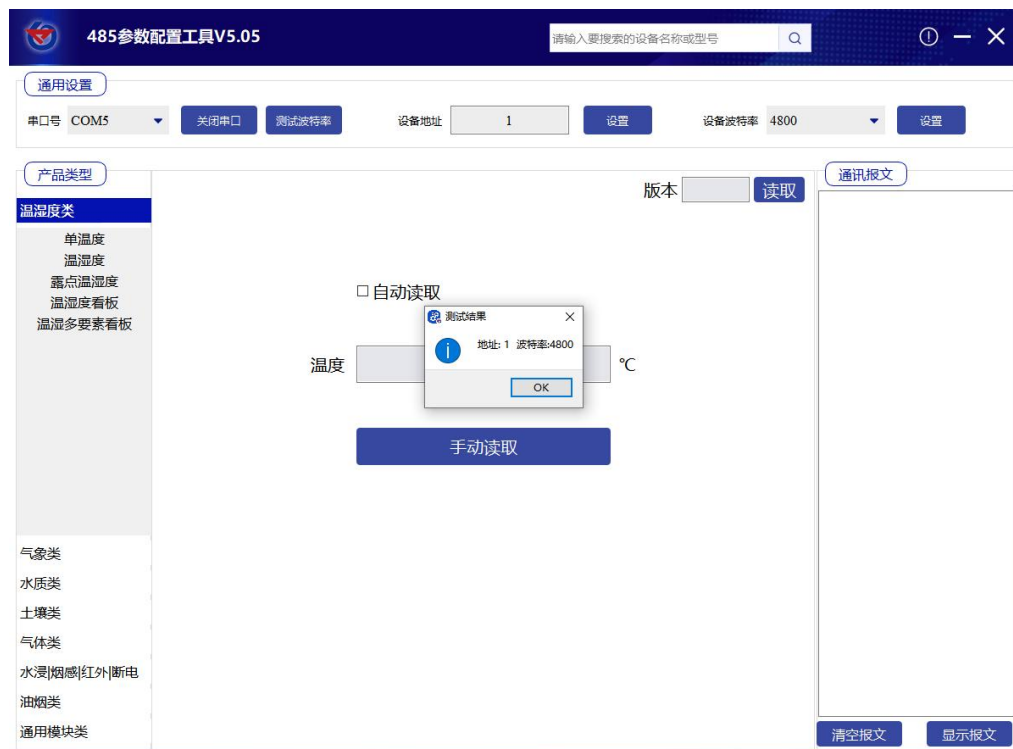 485参数配置工具V5.05
请输入要搜索的设备名称或型号
通用设置
串口号 COM5 关闭串口 测试波特率 设备地址 1 设置 设备波特率 4800 设置
产品类型
温湿度类
单温度
温湿度
露点温湿度
温湿度看板
温湿多要素看板
气象类
水质类
土壤类
气体类
水浸|烟感|红外|断电
油烟类
通用模块类
版本 读取
自动读取
温度 ℃
手动读取
测试结果
地址: 1 波特率:4800
OK
通讯报文
清空报文 显示报文